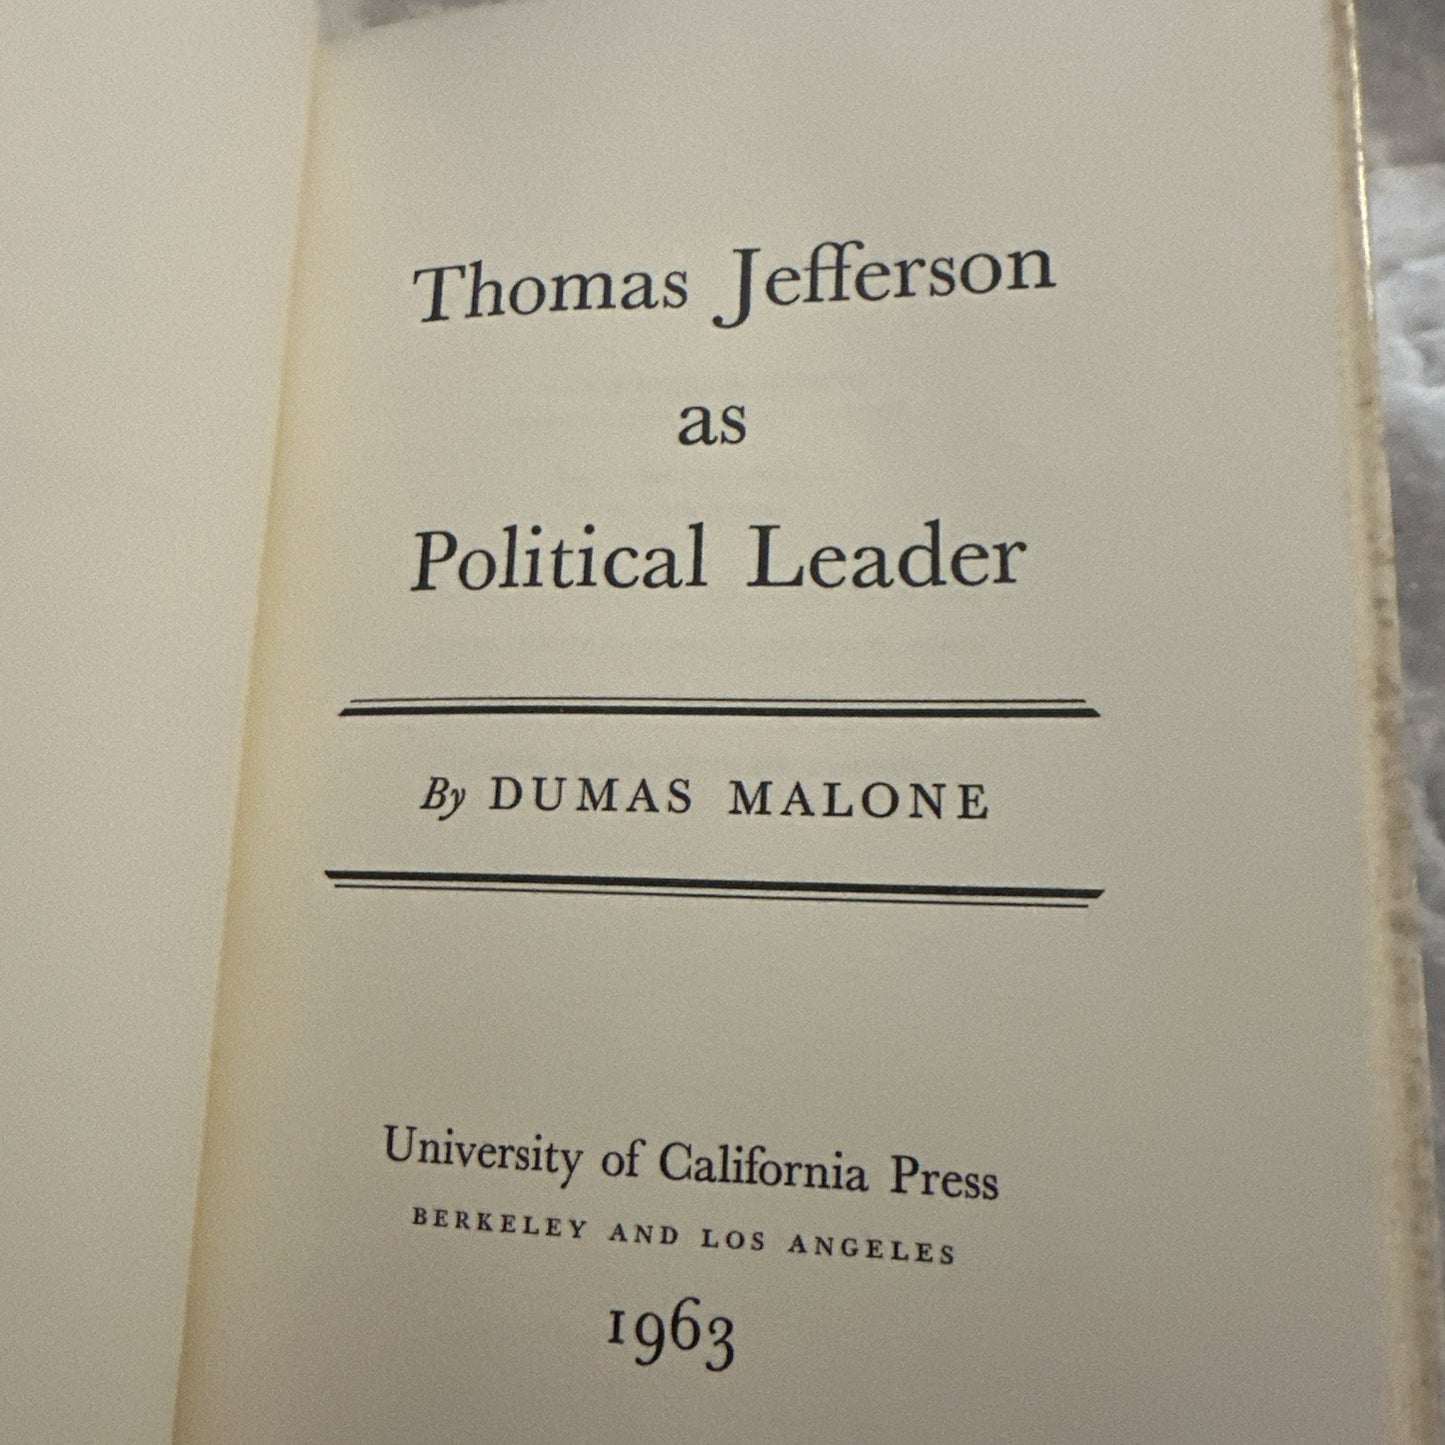 Thomas Jefferson
as
Political Leader
By DUMAS MALONE
University of California Press
BERKELEY AND LOS ANGELES
1963